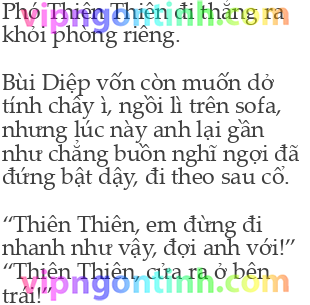 Phó Thiên Thiên đi thẳng ra
khỏi phòng riêng.
Bùi Diệp vốn còn muốn dở
tính chây ì, ngồi lì trên sofa,
nhưng lúc này anh lại gần
như chẳng buồn nghĩ ngợi đã
đứng bật dậy, đi theo sau cổ.
“Thiên Thiên, em đừng đi
nhanh như vậy, đọi anh với!”
“Thiên Thiên, cửa ra ở bên
trái!”
vipngontinh.com
vipngontinh.com